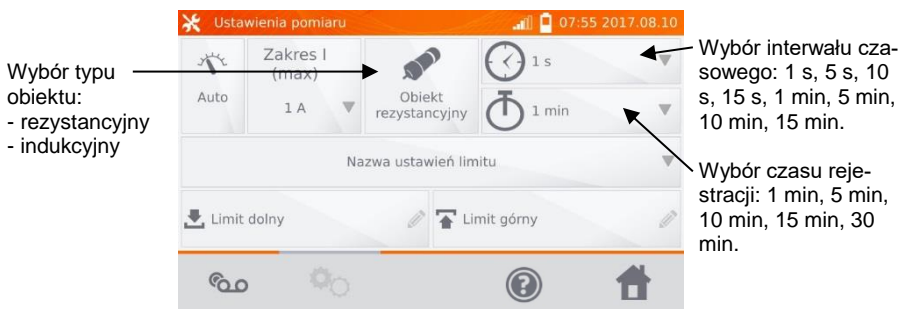 Ustawienia pomiaru
07:55 2017.08.10
Wybór typu
obiektu:
- rezystancyjny
- indukcyjny
Auto
Zakres I
(max)
1 A
Obiekt
rezystancyjny
1 s
1 min
Nazwa ustawień limitu
Limit dolny
Limit górny
Wybór interwału cza-
sowego: 1 s, 5 s, 10
s, 15 s, 1 min, 5 min,
10 min, 15 min.
Wybór czasu reje-
stracji: 1 min, 5 min,
10 min, 15 min, 30
min.